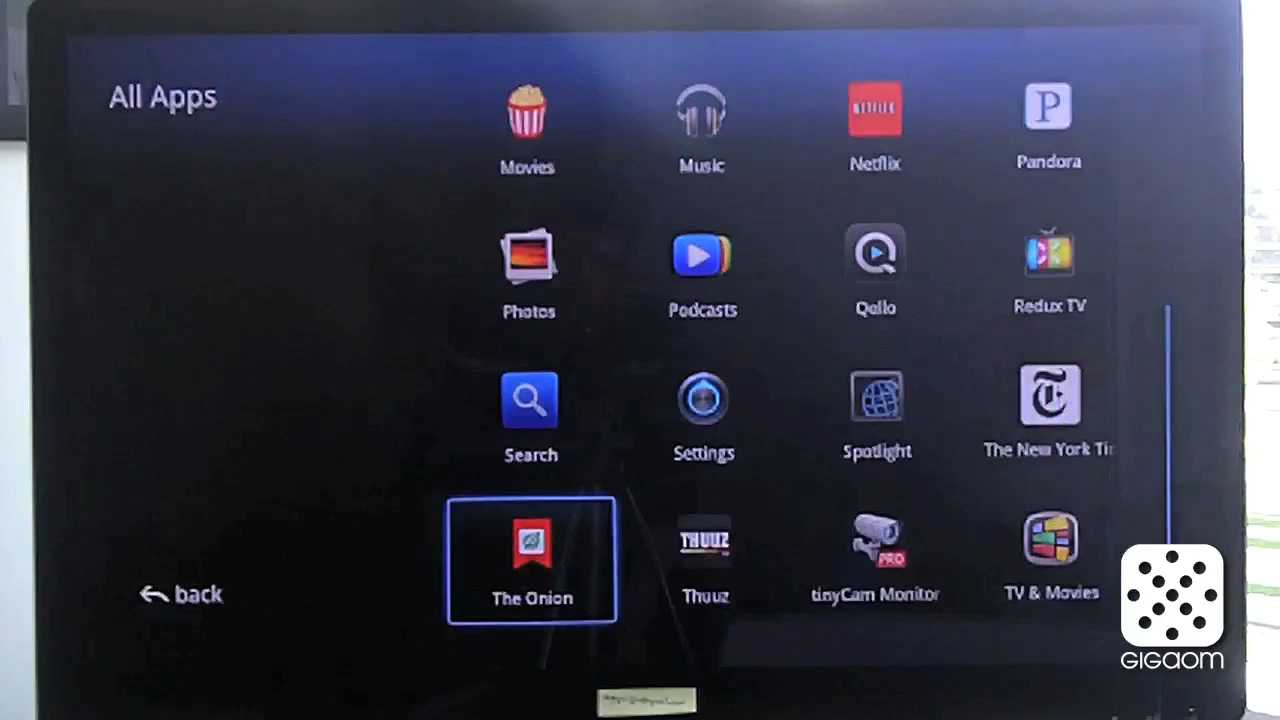 All Apps
NETFLIX
P
Movies
Music
Netflix
Pandora
Photos
Podcasts
Qello
Redux TV
T
Search
Settings
Spotlight
The New York Ti
THUUZ
PRO
back
The Onion
Thuuz
tinyCam Monitor
TV & Movies
GIGAOM